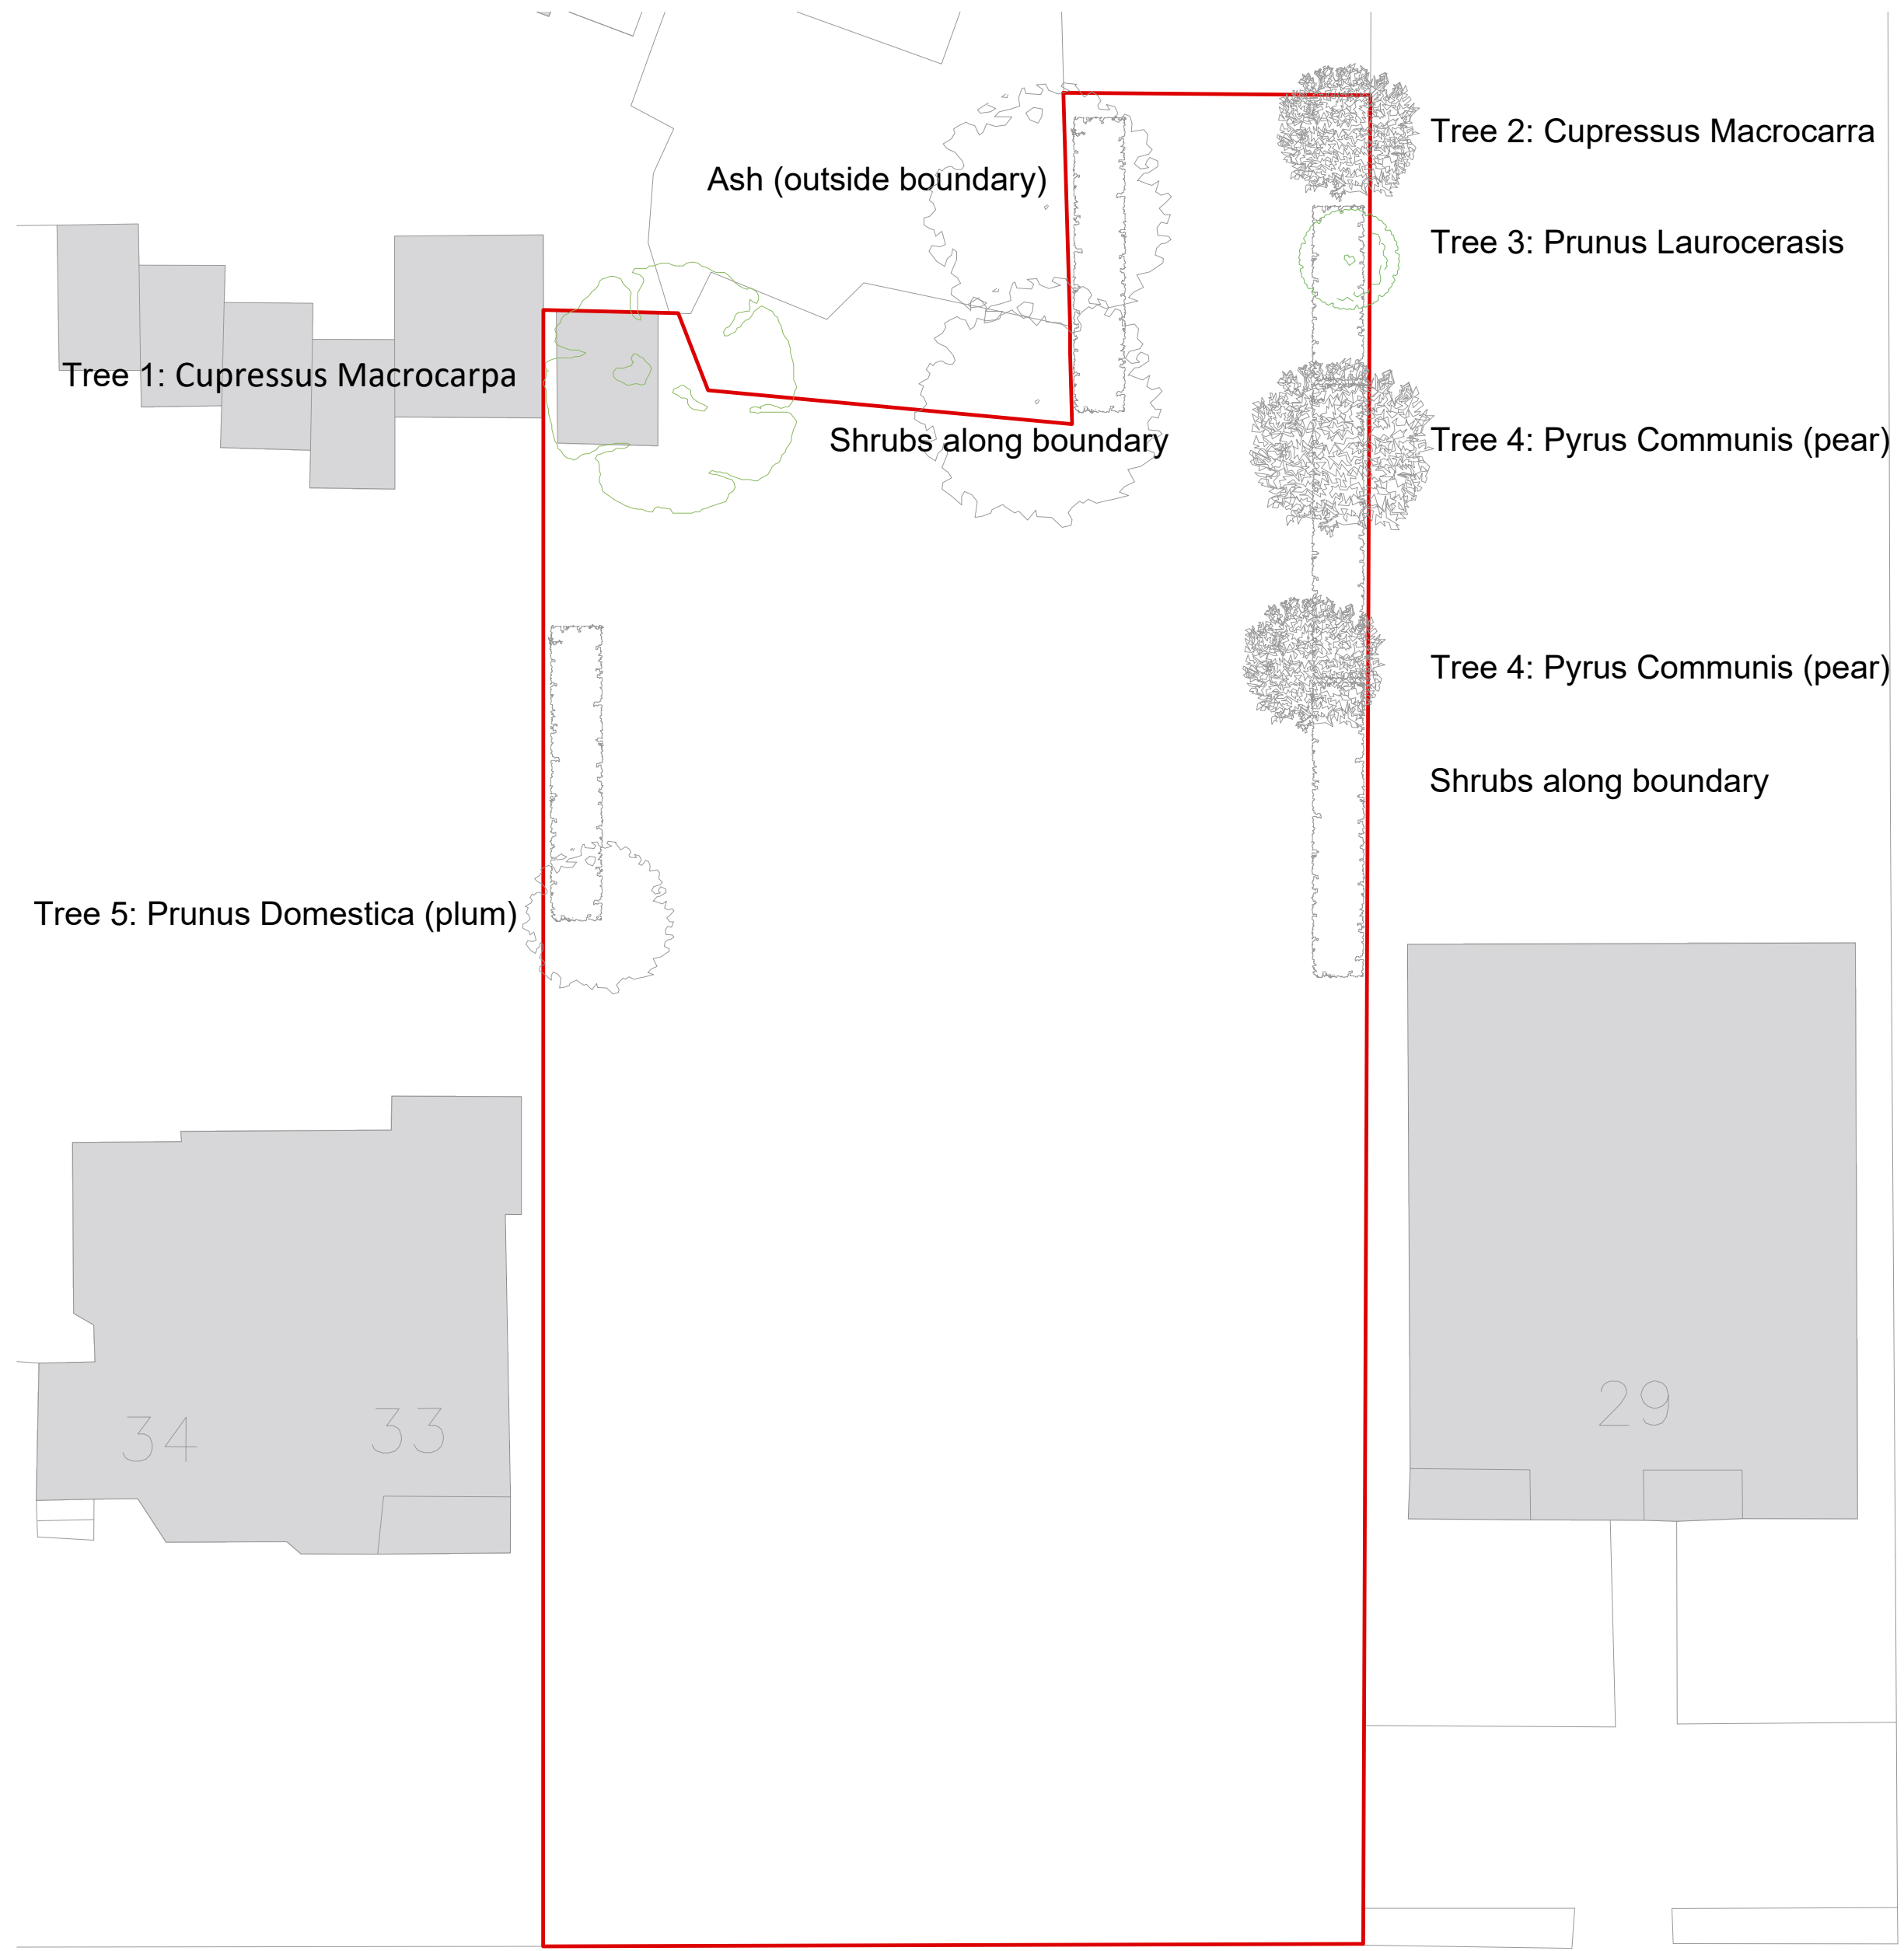 Tree 2: Cupressus Macrocarra
Ash (outside boundary)
Tree 3: Prunus Laurocerasis
Tree 1: Cupressus Macrocarpa
Shrubs along boundary
Tree 4: Pyrus Communis (pear)
Tree 4: Pyrus Communis (pear)
Shrubs along boundary
Tree 5: Prunus Domestica (plum)
29
34
33